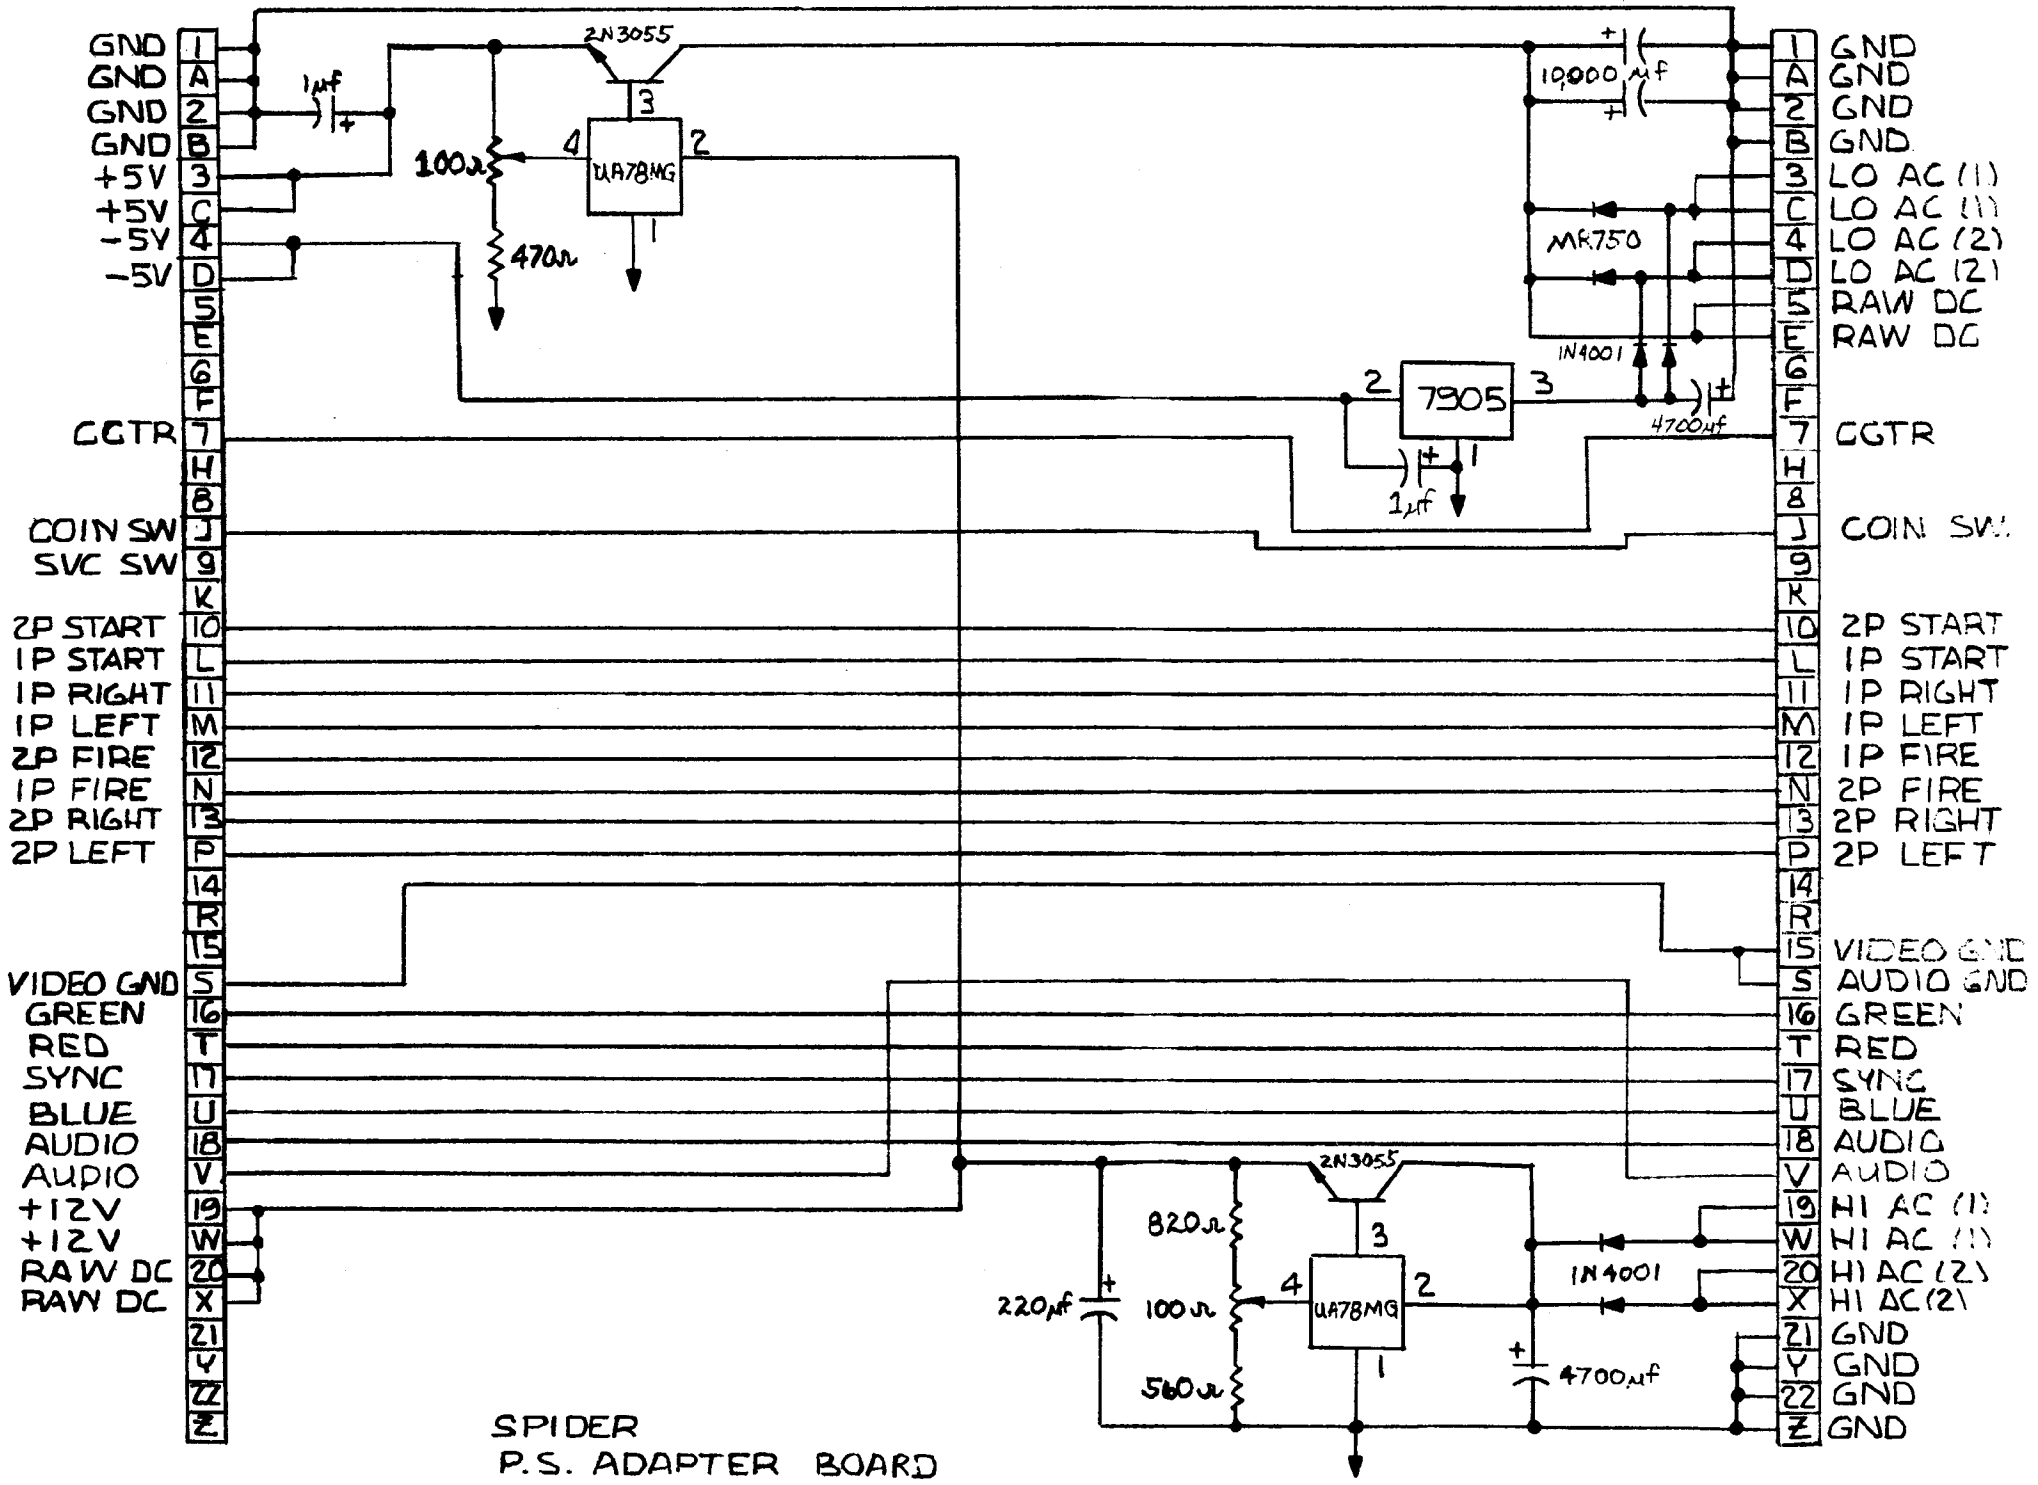 GND 1
GND A
GND 2
GND B
+5V 3
+5V C
-5V 4
-5V D
5
E
6
F
CCTR 7
H
8
COIN SW J
SVC SW 9
K
2P START 10
1P START L
1P RIGHT 11
1P LEFT M
2P FIRE 12
1P FIRE N
2P RIGHT 13
2P LEFT P
14
R
15
VIDEO GND S
GREEN 16
RED T
SYNC 17
BLUE U
AUDIO 18
AUDIO V
+12V 19
+12V W
RAW DC 20
RAW DC X
21
Y
22
Z
1µf
+
2N3055
3
4
UA78MG
2
1
100Ω
470Ω
+
10,000 µf
+
MR750
1N4001
2
7905
3
+
4700µf
1
+
1µf
2N3055
820Ω
3
4
UA78MG
2
1
+
220µf
100Ω
560Ω
1N4001
+
4700µf
1 GND
A GND
2 GND
B GND
3 LO AC (1)
C LO AC (1)
4 LO AC (2)
D LO AC (2)
5 RAW DC
E RAW DC
6
F
7 CCTR
H
8
J COIN SW.
9
K
10 2P START
L 1P START
11 1P RIGHT
M 1P LEFT
12 1P FIRE
N 2P FIRE
13 2P RIGHT
P 2P LEFT
14
R
15 VIDEO GND
S AUDIO GND
16 GREEN
T RED
17 SYNC
U BLUE
18 AUDIO
V AUDIO
19 HI AC (1)
W HI AC (1)
20 HI AC (2)
X HI AC (2)
21 GND
Y GND
22 GND
Z GND
SPIDER
P.S. ADAPTER BOARD